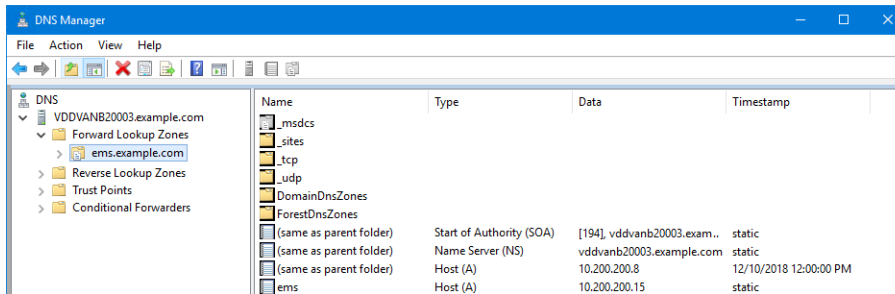 DNS Manager
File Action View Help
DNS
VDDVANB20003.example.com
Forward Lookup Zones
ems.example.com
Reverse Lookup Zones
Trust Points
Conditional Forwarders
Name Type Data Timestamp
_msdcs
_sites
_tcp
_udp
DomainDnsZones
ForestDnsZones
(same as parent folder) Start of Authority (SOA) [194], vddvanb20003.exam.. static
(same as parent folder) Name Server (NS) vddvanb20003.example.com static
(same as parent folder) Host (A) 10.200.200.8 12/10/2018 12:00:00 PM
ems Host (A) 10.200.200.15 static